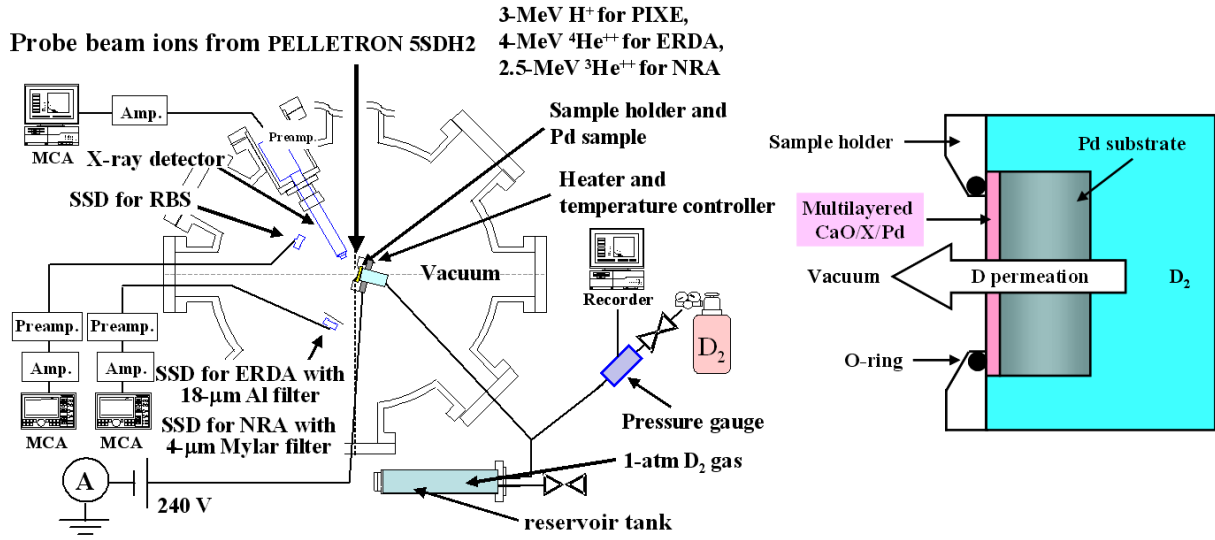 3-MeV H⁺ for PIXE,
Probe beam ions from PELLETRON 5SDH2
4-MeV ⁴He⁺⁺ for ERDA,
2.5-MeV ³He⁺⁺ for NRA
Amp.
MCA
Preamp.
Sample holder and
Pd sample
X-ray detector
SSD for RBS
Heater and
temperature controller
Vacuum
Recorder
D₂
Preamp.
Preamp.
Amp.
Amp.
MCA
MCA
SSD for ERDA with
18-μm Al filter
SSD for NRA with
4-μm Mylar filter
Pressure gauge
1-atm D₂ gas
A
240 V
reservoir tank
Sample holder
Pd substrate
Multilayered
CaO/X/Pd
Vacuum
D permeation
D₂
O-ring